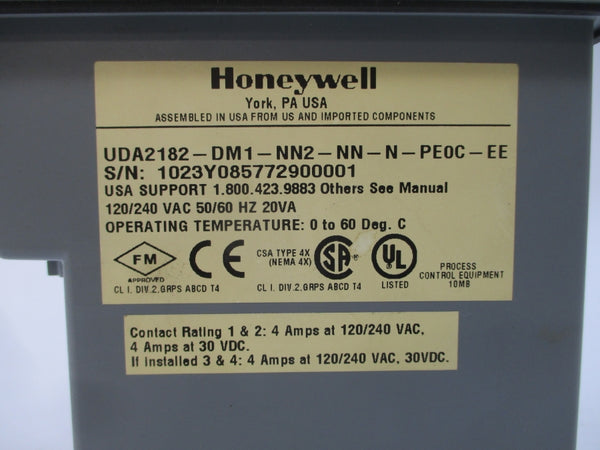 Honeywell
York, PA USA
ASSEMBLED IN USA FROM US AND IMPORTED COMPONENTS
UDA2182-DM1-NN2-NN-N-PE0C-EE
S/N: 1023Y085772900001
USA SUPPORT 1.800.423.9883 Others See Manual
120/240 VAC 50/60 HZ 20VA
OPERATING TEMPERATURE: 0 to 60 Deg. C
FM
APPROVED
CL I, DIV.2,GRPS ABCD T4
CE
CSA TYPE 4X
(NEMA 4X)
SA ®
CL I. DIV.2.GRPS ABCD T4
UL ®
LISTED
PROCESS
CONTROL EQUIPMENT
10MB
Contact Rating 1 & 2: 4 Amps at 120/240 VAC,
4 Amps at 30 VDC.
If installed 3 & 4: 4 Amps at 120/240 VAC, 30VDC.